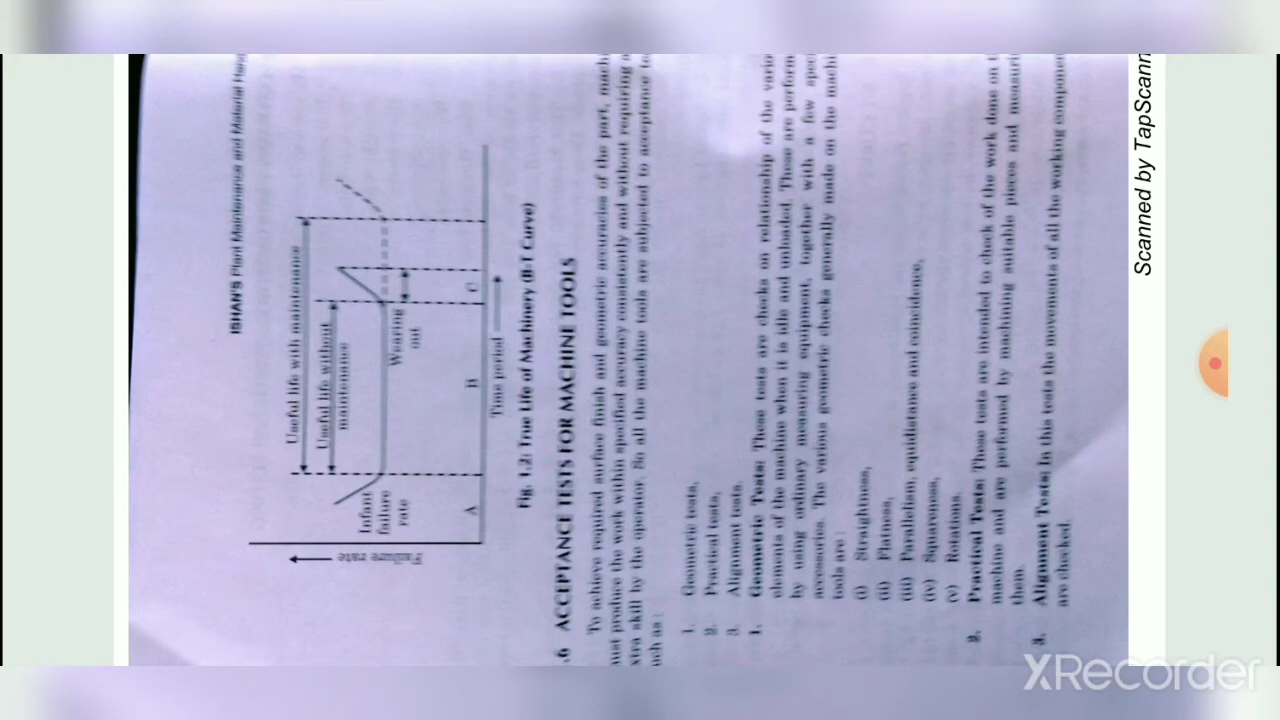 ISHAN'S Plant Maintenance and Material
Useful life with maintenance
Useful life without
maintenance
Infant
failure
rate
Wearing
out
A
B
C
Failure rate
Time period
Fig. 1.2: True Life of Machinery (B-T Curve)
.6 ACCEPTANCE TESTS FOR MACHINE TOOLS
To achieve required surface finish and geometric accuracies of the part, mach
ust produce the work within specified accuracy consistently and without requiring
xtra skill by the operator. So all the machine tools are subjected to acceptance te
uch as :
1. Geometric tests,
2. Practical tests,
3. Alignment tests.
1. Geometric Tests: These tests are checks on relationship of the vario
elements of the machine when it is idle and unloaded. These are perform
by using ordinary measuring equipment, together with a few spec
accessories. The various geometric checks generally made on the machi
tools are :
(i) Straightness,
(ii) Flatness,
(iii) Parallelism, equidistance and coincidence,
(iv) Squareness,
(v) Rotations.
2. Practical Tests: These tests are intended to check of the work done on t
machine and are performed by machining suitable pieces and measuri
them.
3. Alignment Tests: In this tests the movements of all the working componen
are checked.
Scanned by TapScann
XRecorder